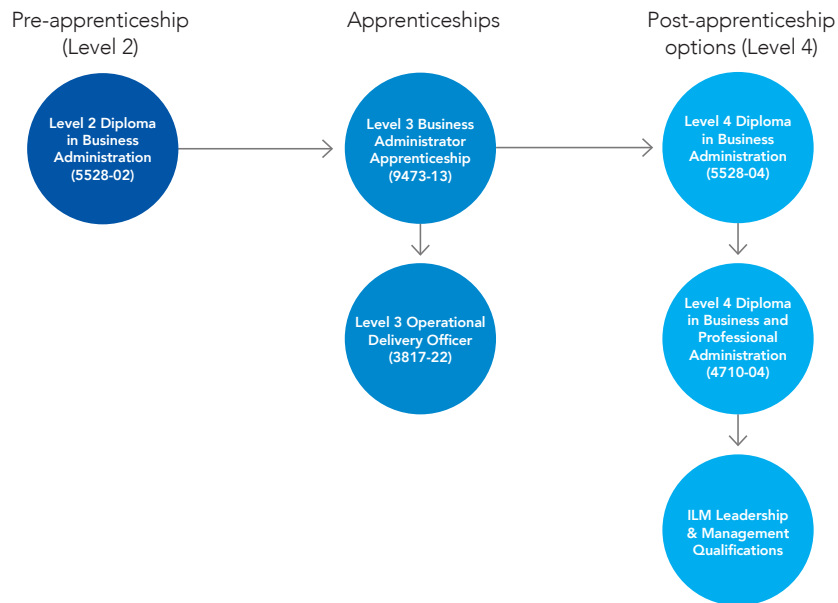 Pre-apprenticeship
(Level 2)
Apprenticeships
Post-apprenticeship
options (Level 4)
Level 2 Diploma
in Business
Administration
(5528-02)
Level 3 Business
Administrator
Apprenticeship
(9473-13)
Level 4 Diploma
in Business
Administration
(5528-04)
Level 3 Operational
Delivery Officer
(3817-22)
Level 4 Diploma
in Business and
Professional
Administration
(4710-04)
ILM Leadership
& Management
Qualifications